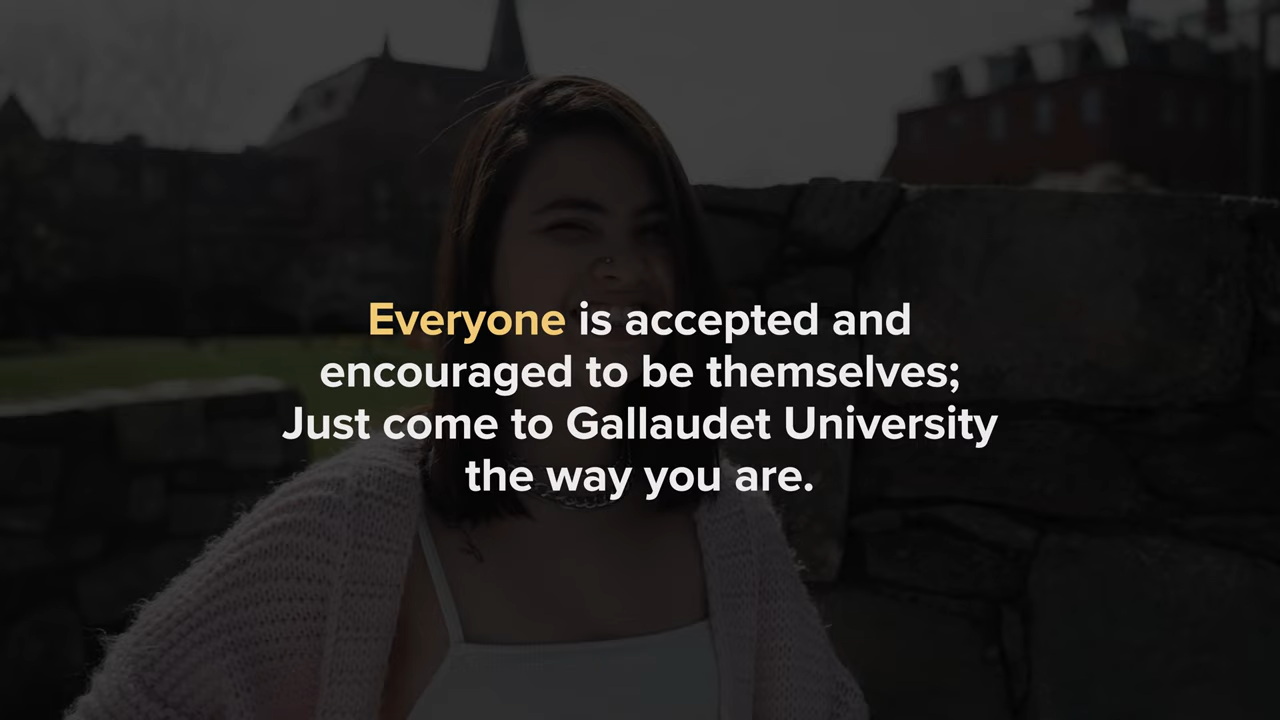 Everyone is accepted and
encouraged to be themselves;
Just come to Gallaudet University
the way you are.